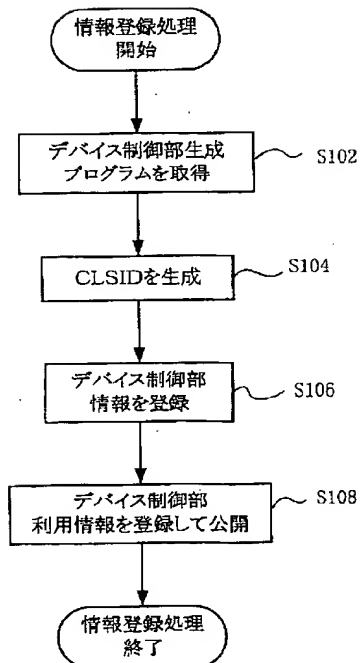 情報登録処理
開始
デバイス制御部生成
プログラムを取得
S102
CLSIDを生成
S104
デバイス制御部
情報を登録
S106
デバイス制御部
利用情報を登録して公開
S108
情報登録処理
終了